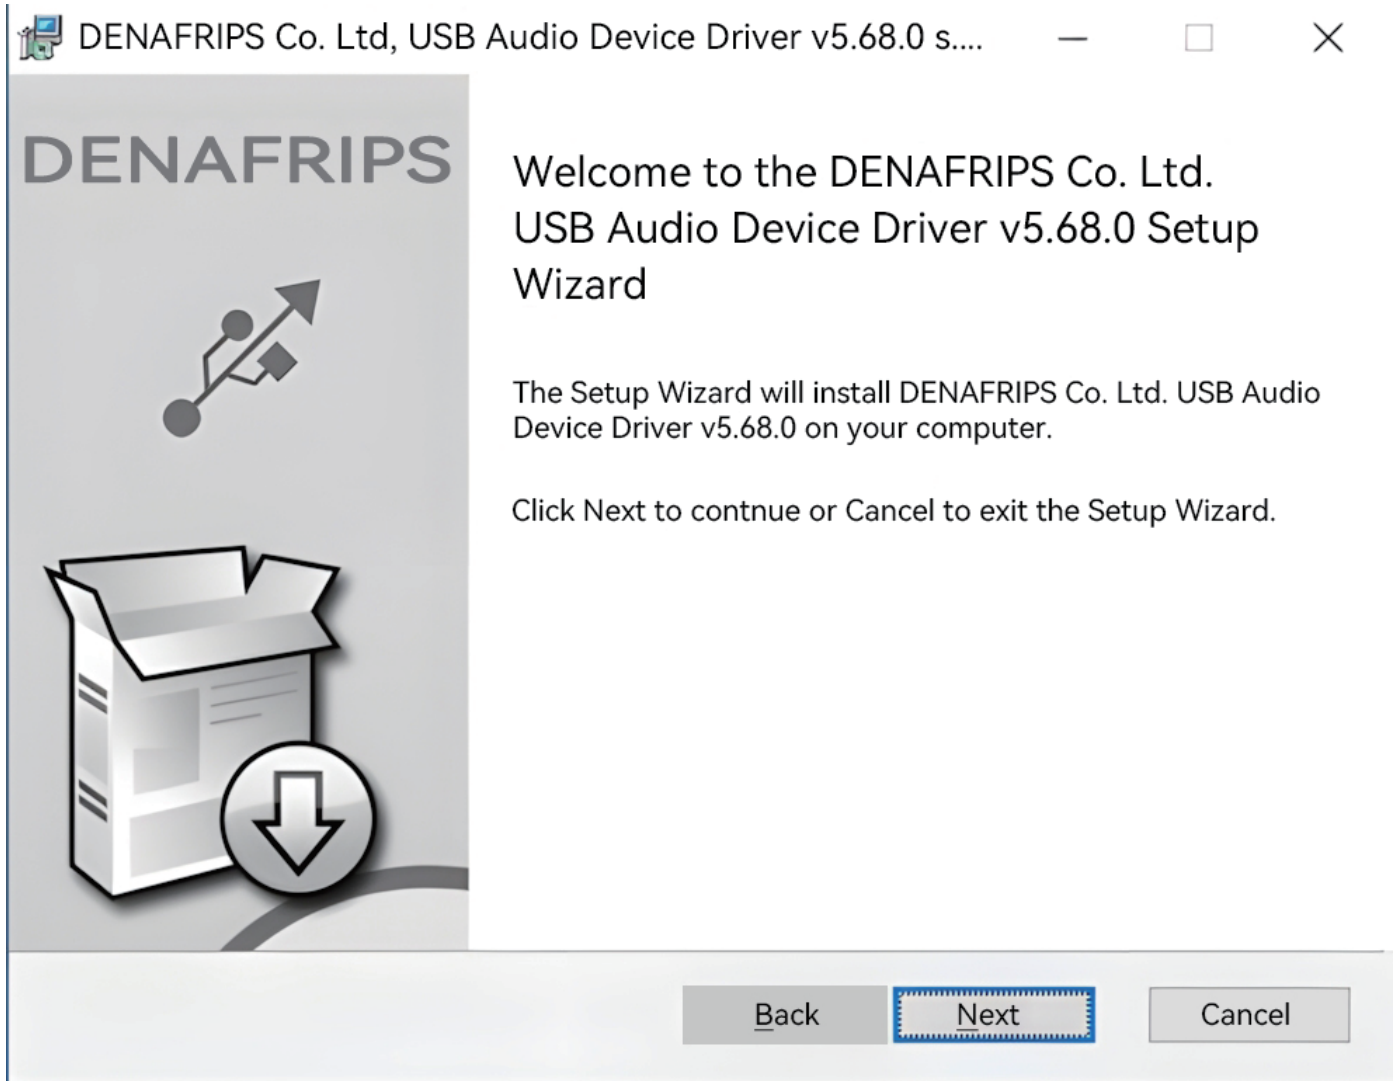 DENAFRIPS Co. Ltd, USB Audio Device Driver v5.68.0 s....
DENAFRIPS
Welcome to the DENAFRIPS Co. Ltd.
USB Audio Device Driver v5.68.0 Setup
Wizard
The Setup Wizard will install DENAFRIPS Co. Ltd. USB Audio
Device Driver v5.68.0 on your computer.
Click Next to contnue or Cancel to exit the Setup Wizard.
Back
Next
Cancel